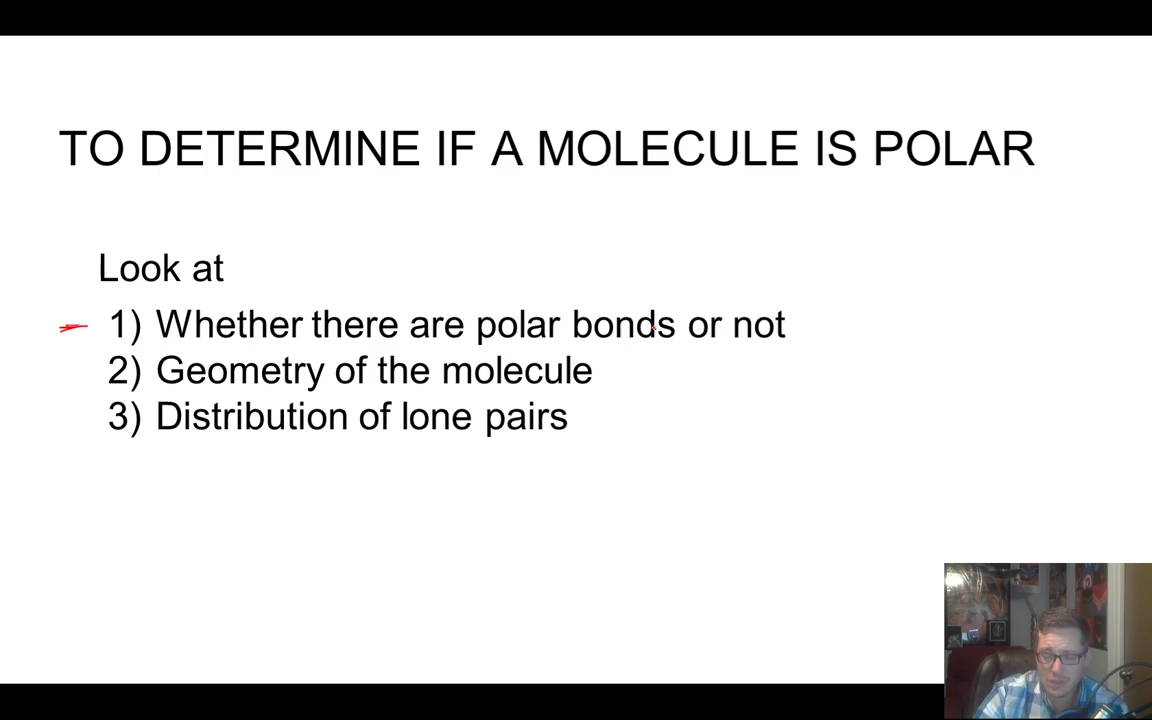 TO DETERMINE IF A MOLECULE IS POLAR
Look at
1) Whether there are polar bonds or not
2) Geometry of the molecule
3) Distribution of lone pairs